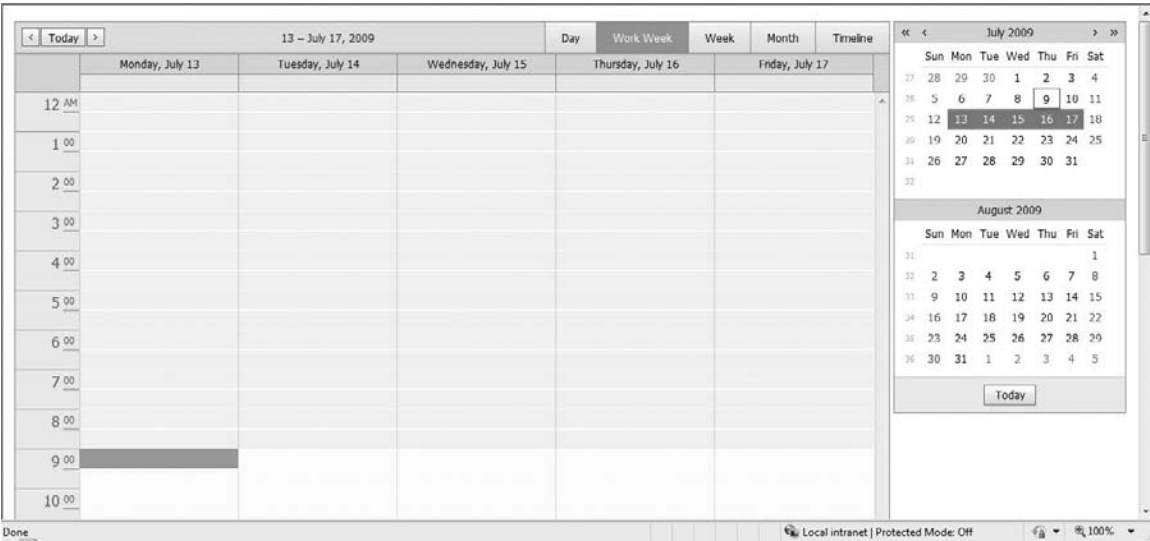 ‹ Today › 13 – July 17, 2009 Day Work Week Week Month Timeline
Monday, July 13 Tuesday, July 14 Wednesday, July 15 Thursday, July 16 Friday, July 17
12 AM
1 00
2 00
3 00
4 00
5 00
6 00
7 00
8 00
9 00
10 00
« ‹ July 2009 › »
Sun Mon Tue Wed Thu Fri Sat
27 28 29 30 1 2 3 4
28 5 6 7 8 9 10 11
29 12 13 14 15 16 17 18
30 19 20 21 22 23 24 25
31 26 27 28 29 30 31
32
August 2009
Sun Mon Tue Wed Thu Fri Sat
31 1
32 2 3 4 5 6 7 8
33 9 10 11 12 13 14 15
34 16 17 18 19 20 21 22
35 23 24 25 26 27 28 29
36 30 31 1 2 3 4 5
Today
Done Local intranet | Protected Mode: Off 100%